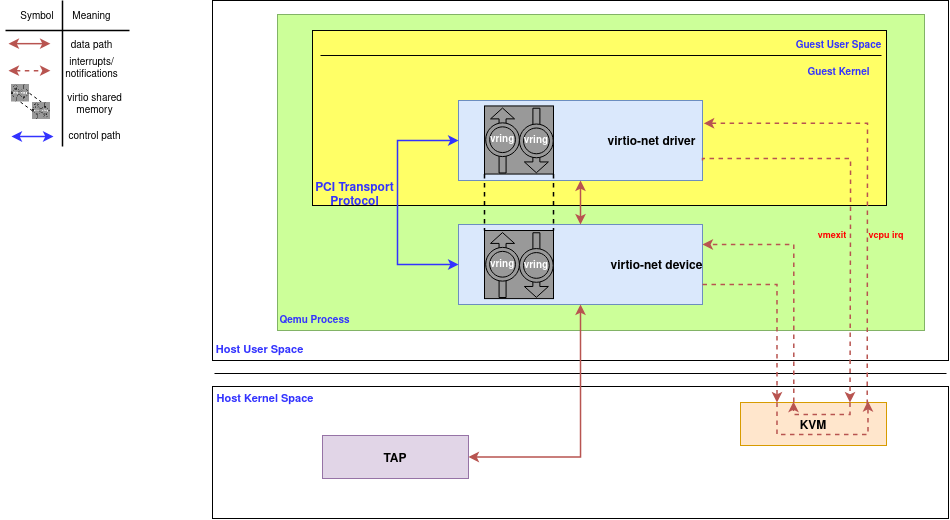 Symbol Meaning
data path
interrupts/
notifications
virtio shared
memory
control path
Guest User Space
Guest Kernel
vring vring
virtio-net driver
PCI Transport
Protocol
vmexit vcpu irq
vring vring
virtio-net device
Qemu Process
Host User Space
Host Kernel Space
KVM
TAP